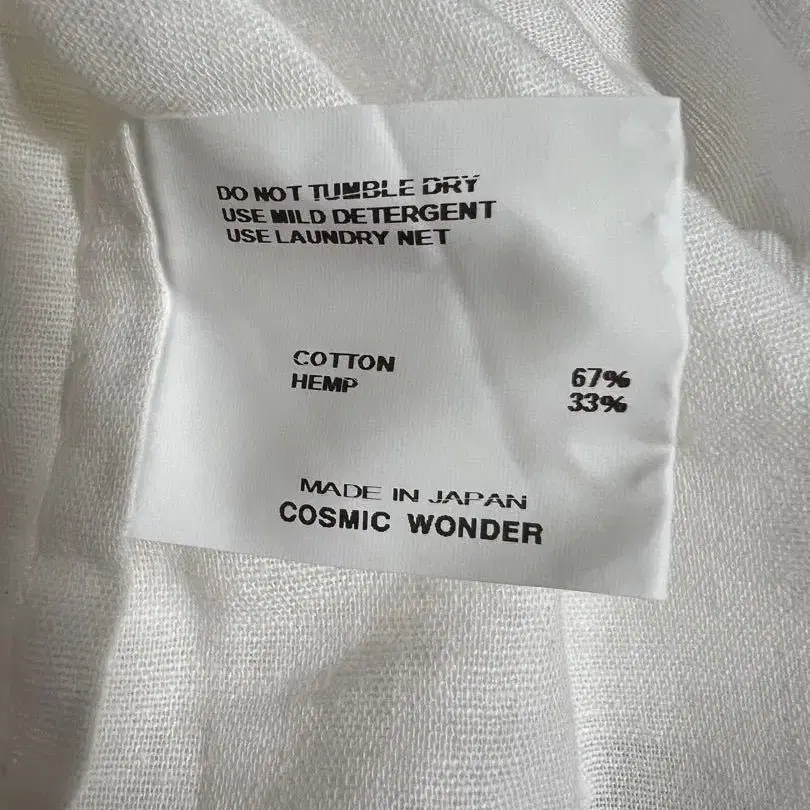 DO NOT TUMBLE DRY
USE MILD DETERGENT
USE LAUNDRY NET
COTTON 67%
HEMP 33%
MADE IN JAPAN
COSMIC WONDER